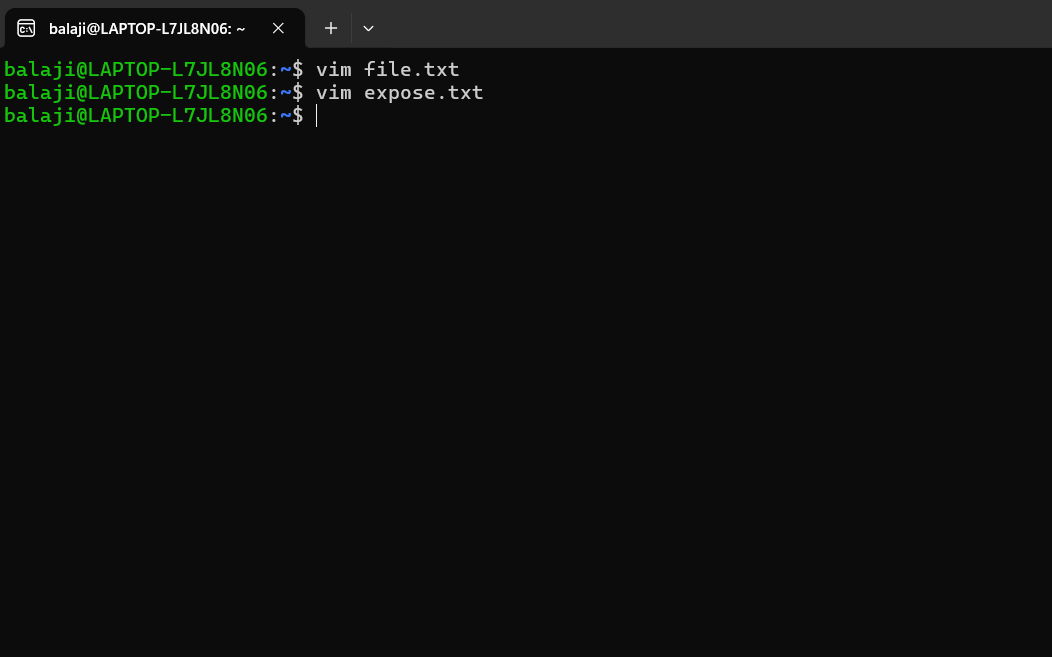 balaji@LAPTOP-L7JL8N06: ~
balaji@LAPTOP-L7JL8N06:~$ vim file.txt
balaji@LAPTOP-L7JL8N06:~$ vim expose.txt
balaji@LAPTOP-L7JL8N06:~$